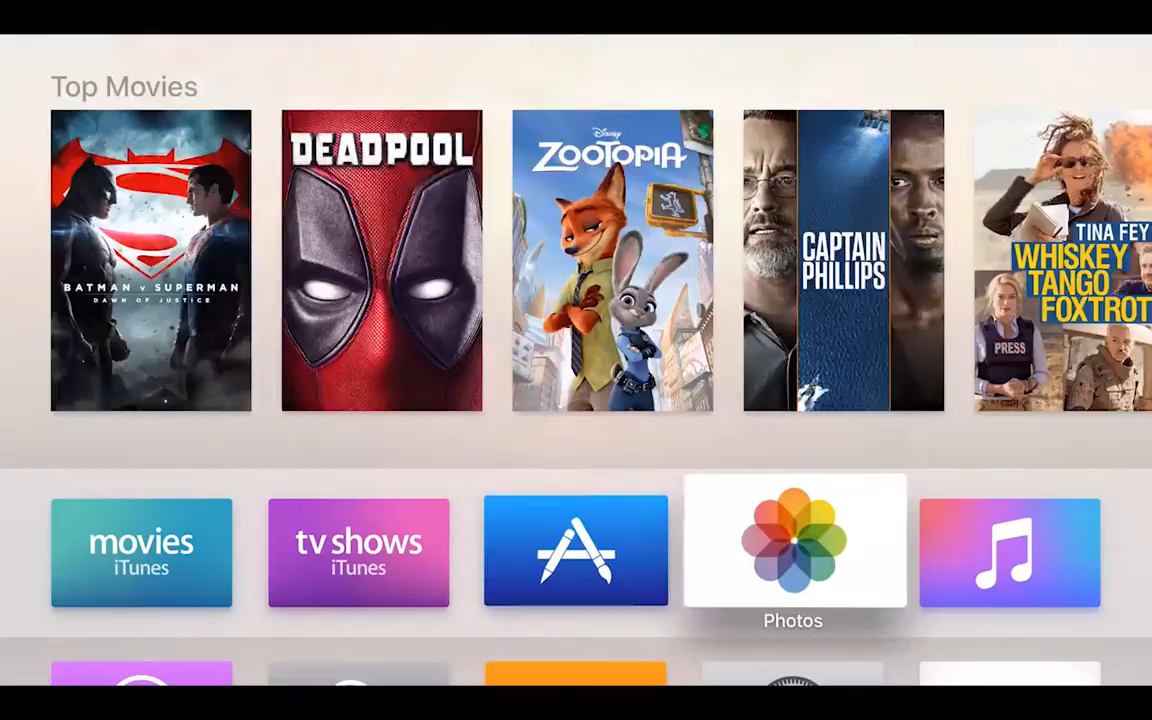 Top Movies
BATMAN v SUPERMAN
DAWN OF JUSTICE
DEADPOOL
Disney
ZOOTOPIA
CAPTAIN
PHILLIPS
TINA FEY
WHISKEY
TANGO
FOXTROT
PRESS
movies
iTunes
tv shows
iTunes
Photos